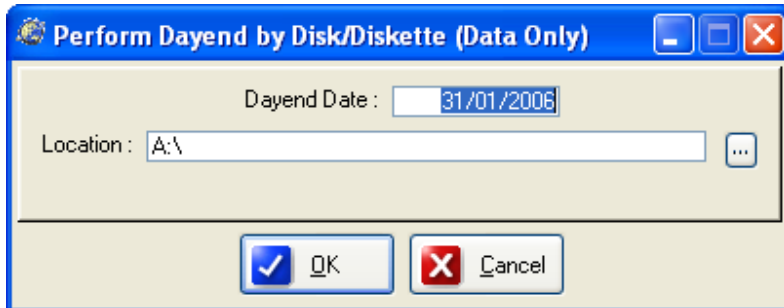 Perform Dayend by Disk/Diskette (Data Only)
Dayend Date : 31/01/2006
Location : A:\ ...
OK Cancel